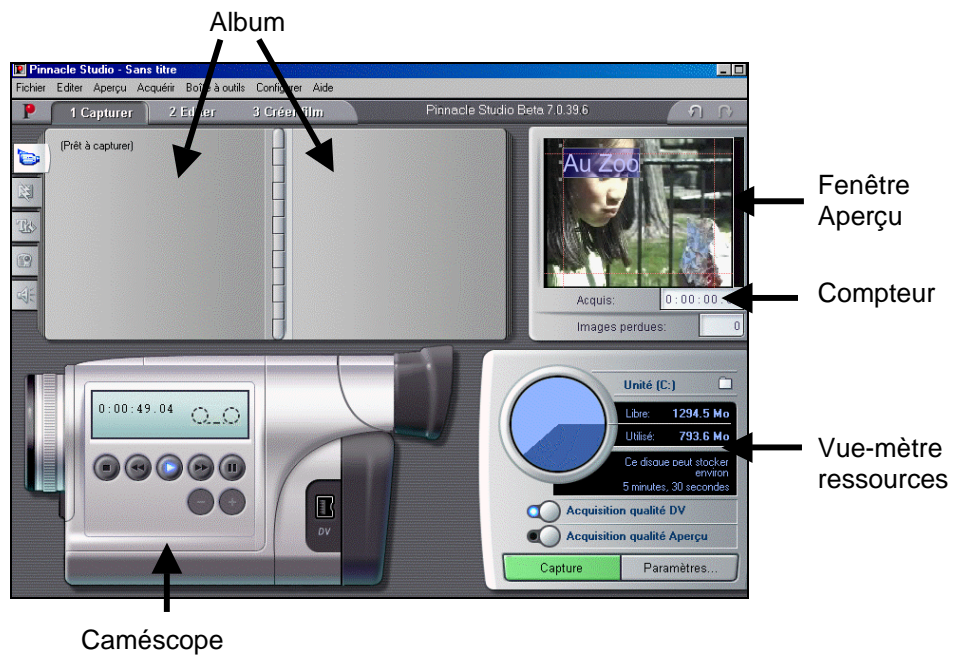 Album
Pinnacle Studio - Sans titre
Fichier Editer Aperçu Acquérir Boîte à outils Configurer Aide
1 Capturer 2 Editer 3 Créer film Pinnacle Studio Beta 7.0.39.6
(Prêt à capturer)
Au Zoo
Fenêtre
Aperçu
Acquis: 0:00:00.
Compteur
Images perdues: 0
Unité (C:)
0:00:49.04
Libre: 1294.5 Mo
Utilisé: 793.6 Mo
Vue-mètre
ressources
Ce disque peut stocker
environ
5 minutes, 30 secondes
Acquisition qualité DV
DV
Acquisition qualité Aperçu
Capture Paramètres...
Caméscope